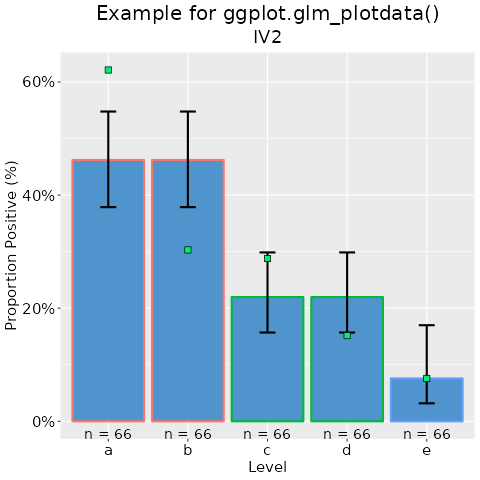 Example for ggplot.glm_plotdata()
IV2
Proportion Positive (%)
60%
40%
20%
0%
n = 66 n = 66 n = 66 n = 66 n = 66
a b c d e
Level